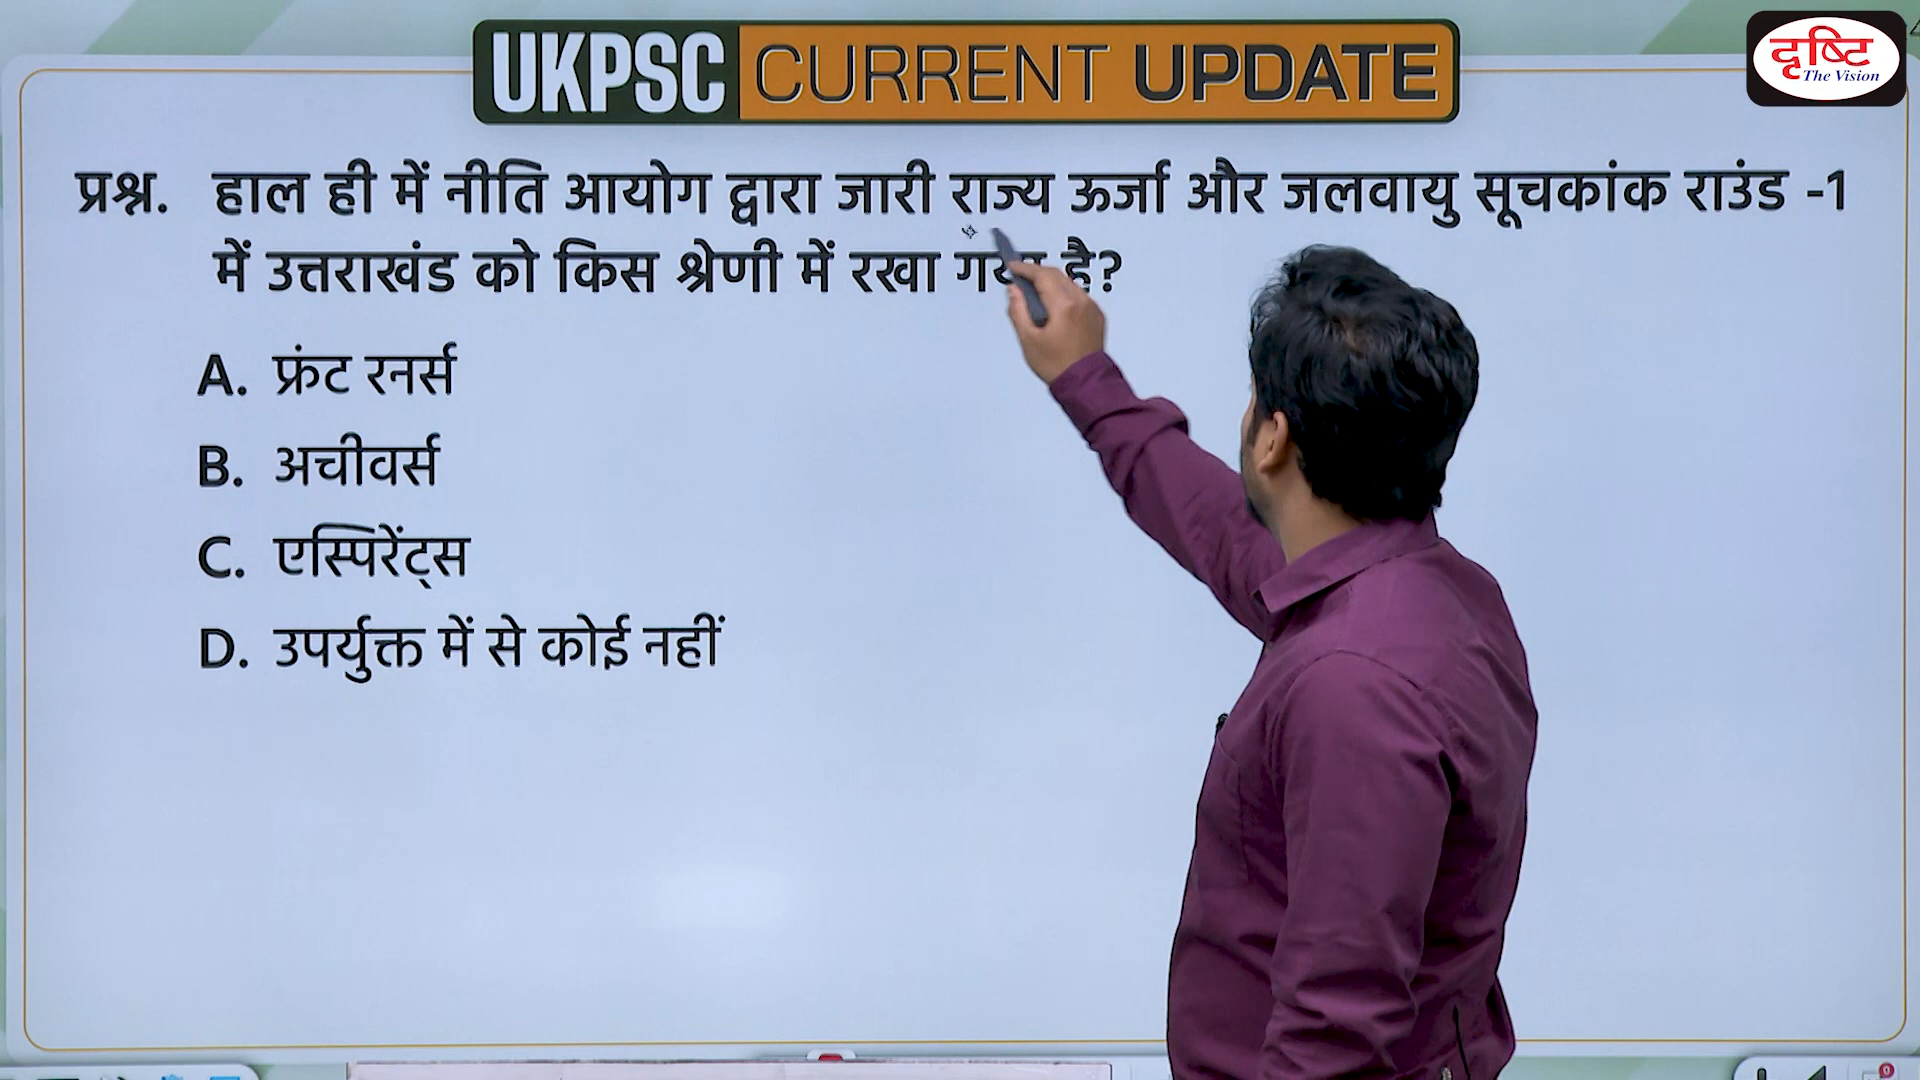 UKPSC CURRENT UPDATE
दृष्टि
The Vision
प्रश्न. हाल ही में नीति आयोग द्वारा जारी राज्य ऊर्जा और जलवायु सूचकांक राउंड -1
में उत्तराखंड को किस श्रेणी में रखा गया है?
A. फ्रंट रनर्स
B. अचीवर्स
C. एस्पिरेंट्स
D. उपर्युक्त में से कोई नहीं